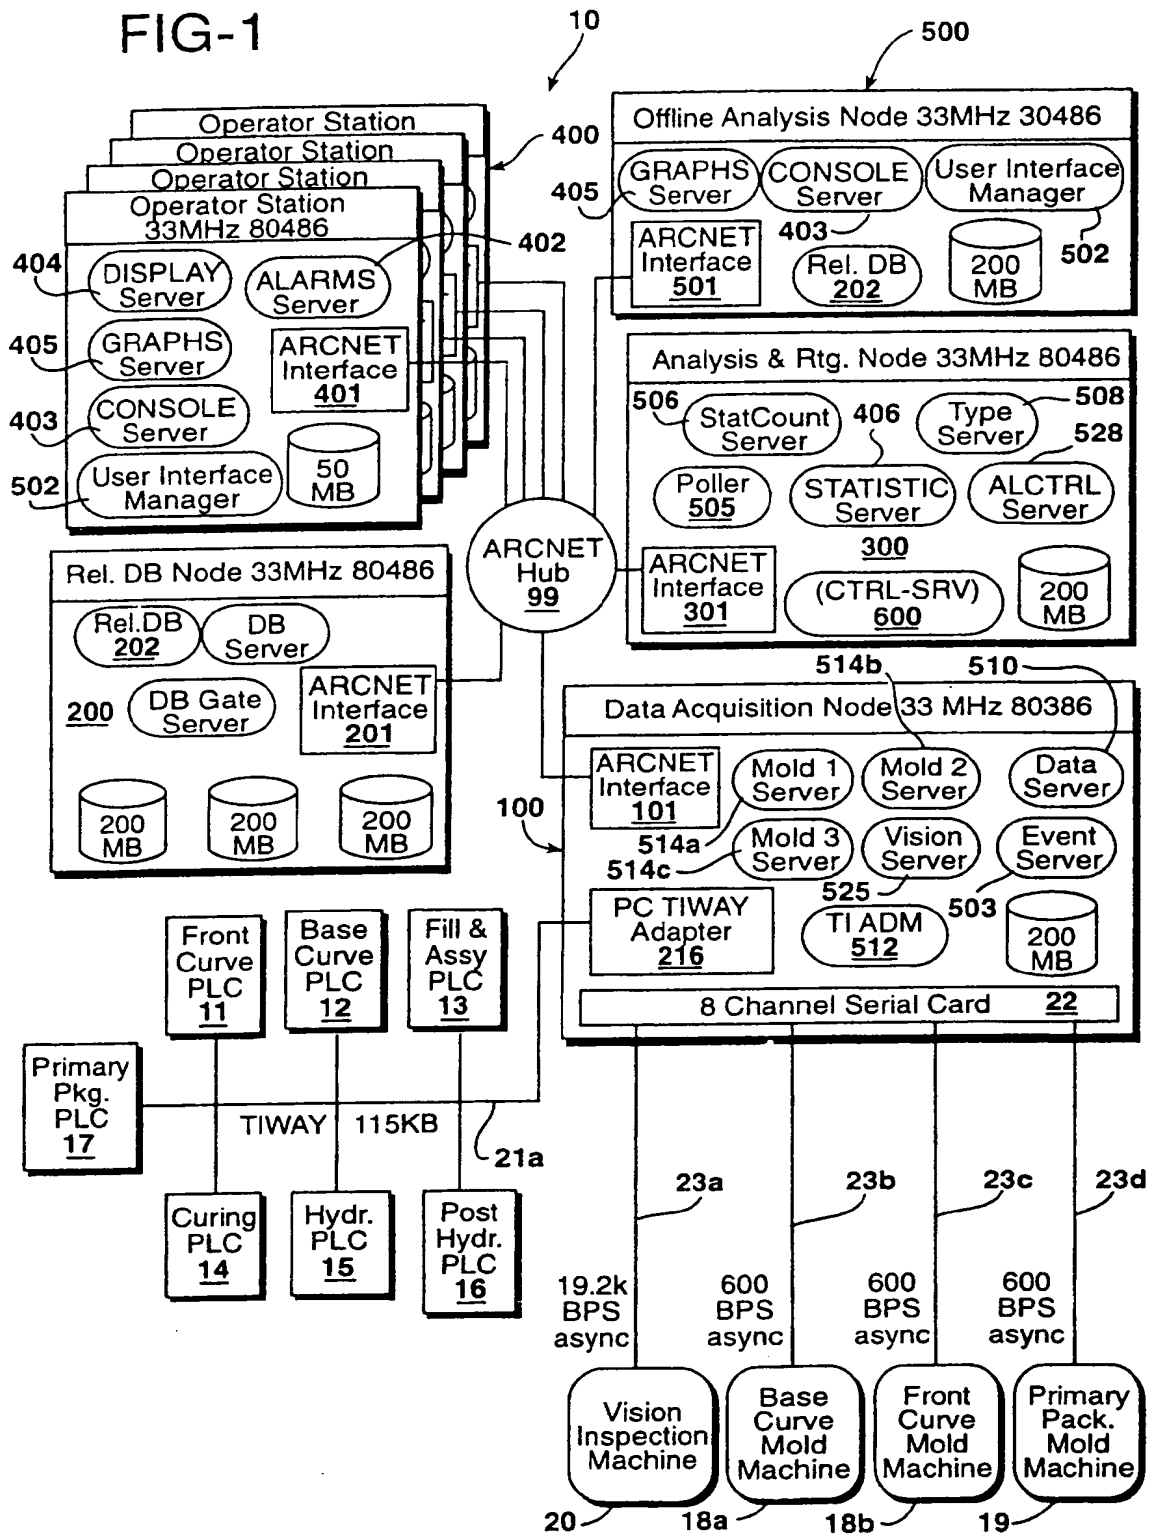 FIG-1
10
500
Operator Station
Operator Station
Operator Station
Operator Station
33MHz 80486
400
404
DISPLAY
Server
ALARMS
Server
402
405
GRAPHS
Server
ARCNET
Interface
401
403
CONSOLE
Server
502
User Interface
Manager
50
MB
Offline Analysis Node 33MHz 30486
405
GRAPHS
Server
CONSOLE
Server
403
User Interface
Manager
502
ARCNET
Interface
501
Rel. DB
202
200
MB
Analysis & Rtg. Node 33MHz 80486
506
StatCount
Server
406
Type
Server
508
528
Poller
505
STATISTIC
Server
ALCTRL
Server
300
ARCNET
Interface
301
(CTRL-SRV)
600
200
MB
ARCNET
Hub
99
Rel. DB Node 33MHz 80486
Rel.DB
202
DB
Server
200
DB Gate
Server
ARCNET
Interface
201
200
MB
200
MB
200
MB
514b
510
Data Acquisition Node 33 MHz 80386
100
ARCNET
Interface
101
Mold 1
Server
Mold 2
Server
Data
Server
514a
514c
Mold 3
Server
Vision
Server
525
Event
Server
503
PC TIWAY
Adapter
216
TI ADM
512
200
MB
8 Channel Serial Card 22
Front
Curve
PLC
11
Base
Curve
PLC
12
Fill &
Assy
PLC
13
Primary
Pkg.
PLC
17
TIWAY 115KB
21a
Curing
PLC
14
Hydr.
PLC
15
Post
Hydr.
PLC
16
23a
23b
23c
23d
19.2k
BPS
async
600
BPS
async
600
BPS
async
600
BPS
async
Vision
Inspection
Machine
Base
Curve
Mold
Machine
Front
Curve
Mold
Machine
Primary
Pack.
Mold
Machine
20
18a
18b
19